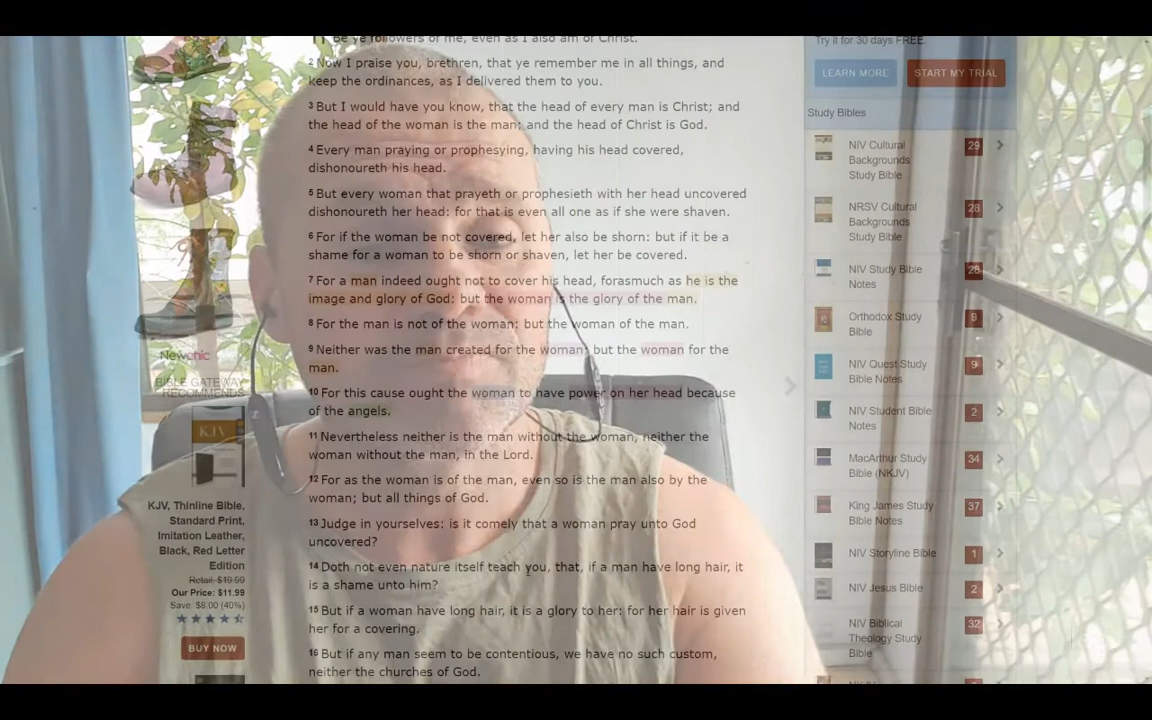 11 Be ye followers of me, even as I also am of Christ.
2 Now I praise you, brethren, that ye remember me in all things, and
keep the ordinances, as I delivered them to you.
3 But I would have you know, that the head of every man is Christ; and
the head of the woman is the man; and the head of Christ is God.
4 Every man praying or prophesying, having his head covered,
dishonoureth his head.
5 But every woman that prayeth or prophesieth with her head uncovered
dishonoureth her head: for that is even all one as if she were shaven.
6 For if the woman be not covered, let her also be shorn: but if it be a
shame for a woman to be shorn or shaven, let her be covered.
7 For a man indeed ought not to cover his head, forasmuch as he is the
image and glory of God: but the woman is the glory of the man.
8 For the man is not of the woman: but the woman of the man.
9 Neither was the man created for the woman; but the woman for the
man.
10 For this cause ought the woman to have power on her head because
of the angels.
11 Nevertheless neither is the man without the woman, neither the
woman without the man, in the Lord.
12 For as the woman is of the man, even so is the man also by the
woman; but all things of God.
13 Judge in yourselves: is it comely that a woman pray unto God
uncovered?
14 Doth not even nature itself teach you, that, if a man have long hair, it
is a shame unto him?
15 But if a woman have long hair, it is a glory to her: for her hair is given
her for a covering.
16 But if any man seem to be contentious, we have no such custom,
neither the churches of God.
Newchic
BIBLE GATEWAY
RECOMMENDS
KJV
KJV, Thinline Bible,
Standard Print,
Imitation Leather,
Black, Red Letter
Edition
Retail: $19.99
Our Price: $11.99
Save: $8.00 (40%)
BUY NOW
Try it for 30 days FREE.
LEARN MORE
START MY TRIAL
Study Bibles
NIV Cultural
Backgrounds
Study Bible
29
NRSV Cultural
Backgrounds
Study Bible
28
NIV Study Bible
Notes
26
Orthodox Study
Bible
9
NIV Quest Study
Bible Notes
9
NIV Student Bible
Notes
2
MacArthur Study
Bible (NKJV)
34
King James Study
Bible Notes
37
NIV Storyline Bible
1
NIV Jesus Bible
2
NIV Biblical
Theology Study
Bible
32